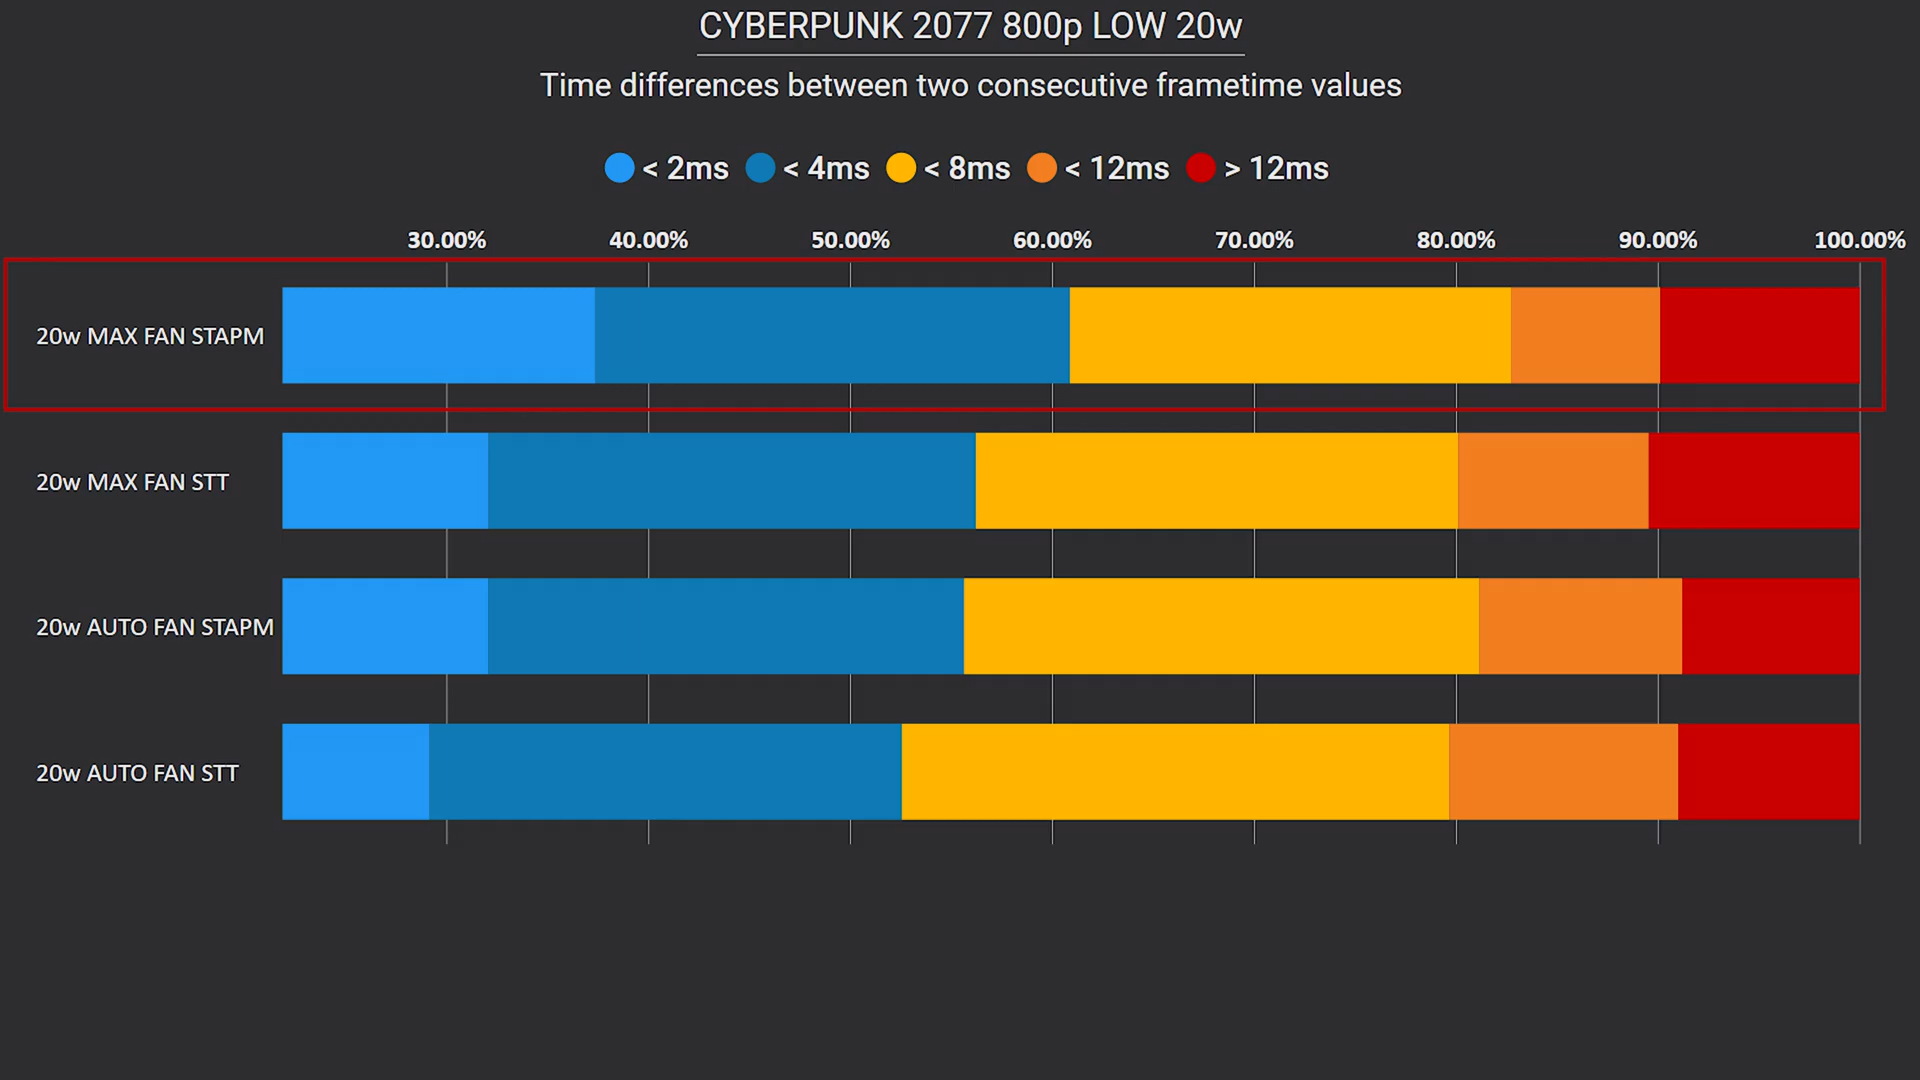 CYBERPUNK 2077 800p LOW 20w
Time differences between two consecutive frametime values
< 2ms < 4ms < 8ms < 12ms > 12ms
30.00% 40.00% 50.00% 60.00% 70.00% 80.00% 90.00% 100.00%
20w MAX FAN STAPM
20w MAX FAN STT
20w AUTO FAN STAPM
20w AUTO FAN STT